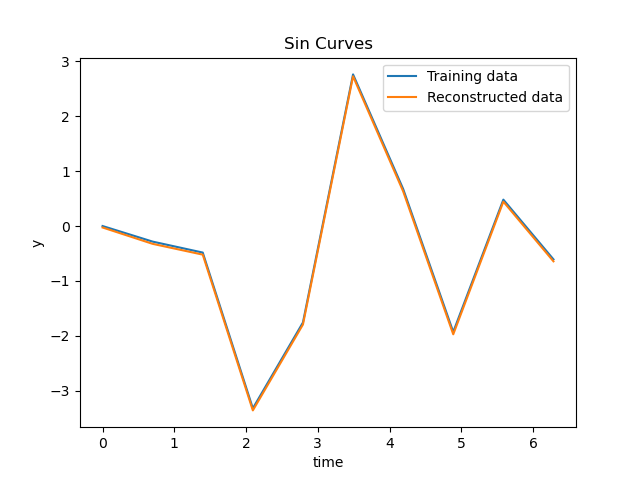 Sin Curves
Training data
Reconstructed data
3
2
1
0
−1
−2
−3
y
0 1 2 3 4 5 6
time